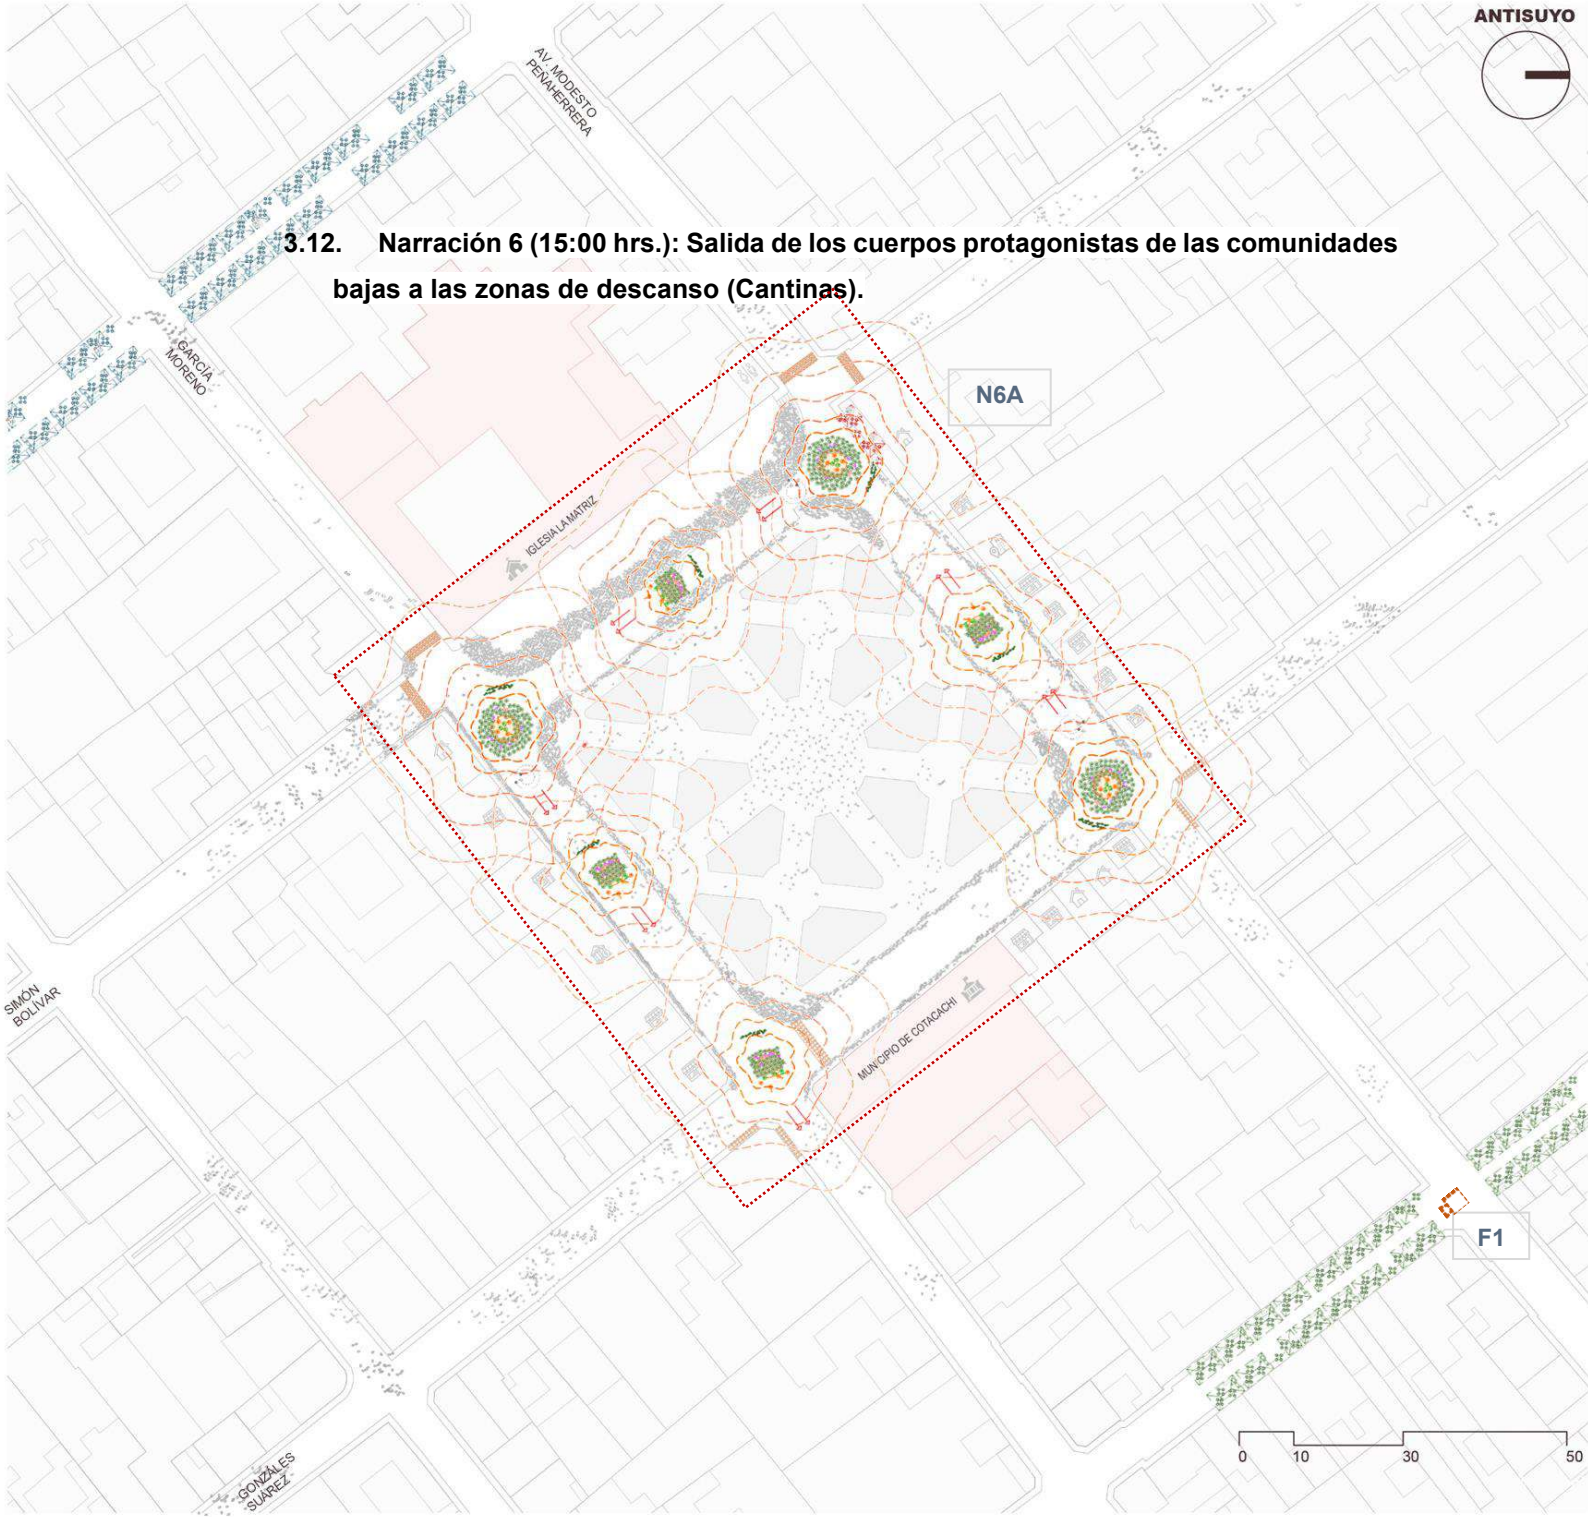 ANTISUYO
AV. MODESTO
PEÑAHERRERA
3.12. Narración 6 (15:00 hrs.): Salida de los cuerpos protagonistas de las comunidades
bajas a las zonas de descanso (Cantinas).
GARCÍA
MORENO
N6A
IGLESIA LA MATRIZ
SIMÓN
BOLÍVAR
MUNICIPIO DE COTACACHI
F1
GONZÁLES
SUÁREZ
0 10 30 50